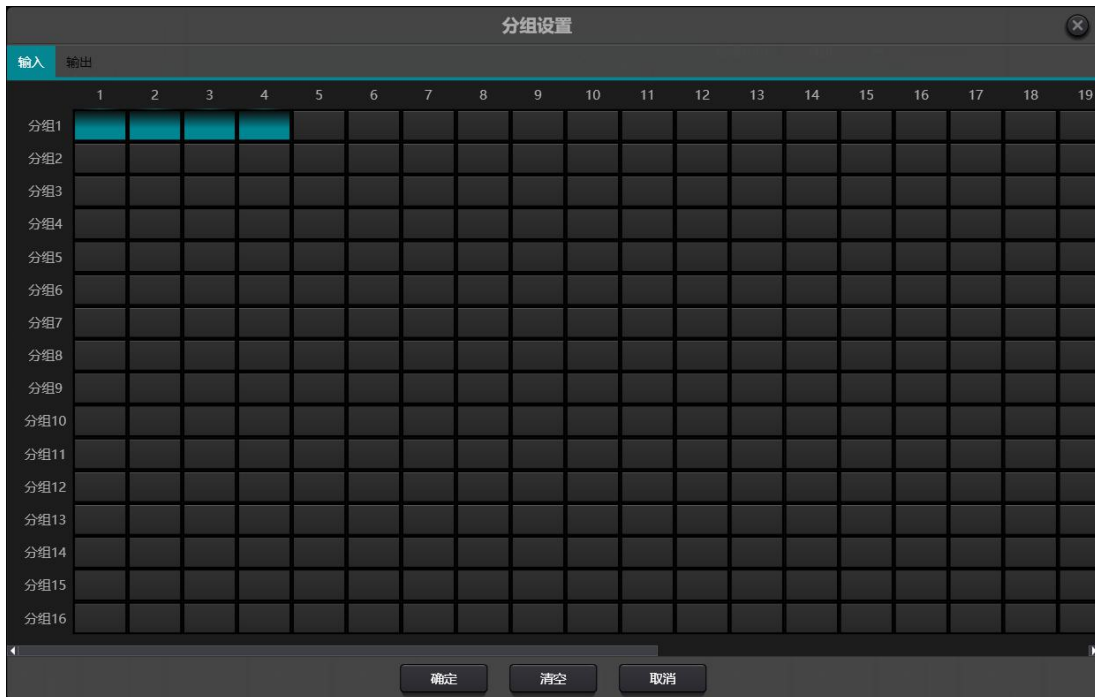 分组设置
输入 输出
1 2 3 4 5 6 7 8 9 10 11 12 13 14 15 16 17 18 19
分组1
分组2
分组3
分组4
分组5
分组6
分组7
分组8
分组9
分组10
分组11
分组12
分组13
分组14
分组15
分组16
确定 清空 取消